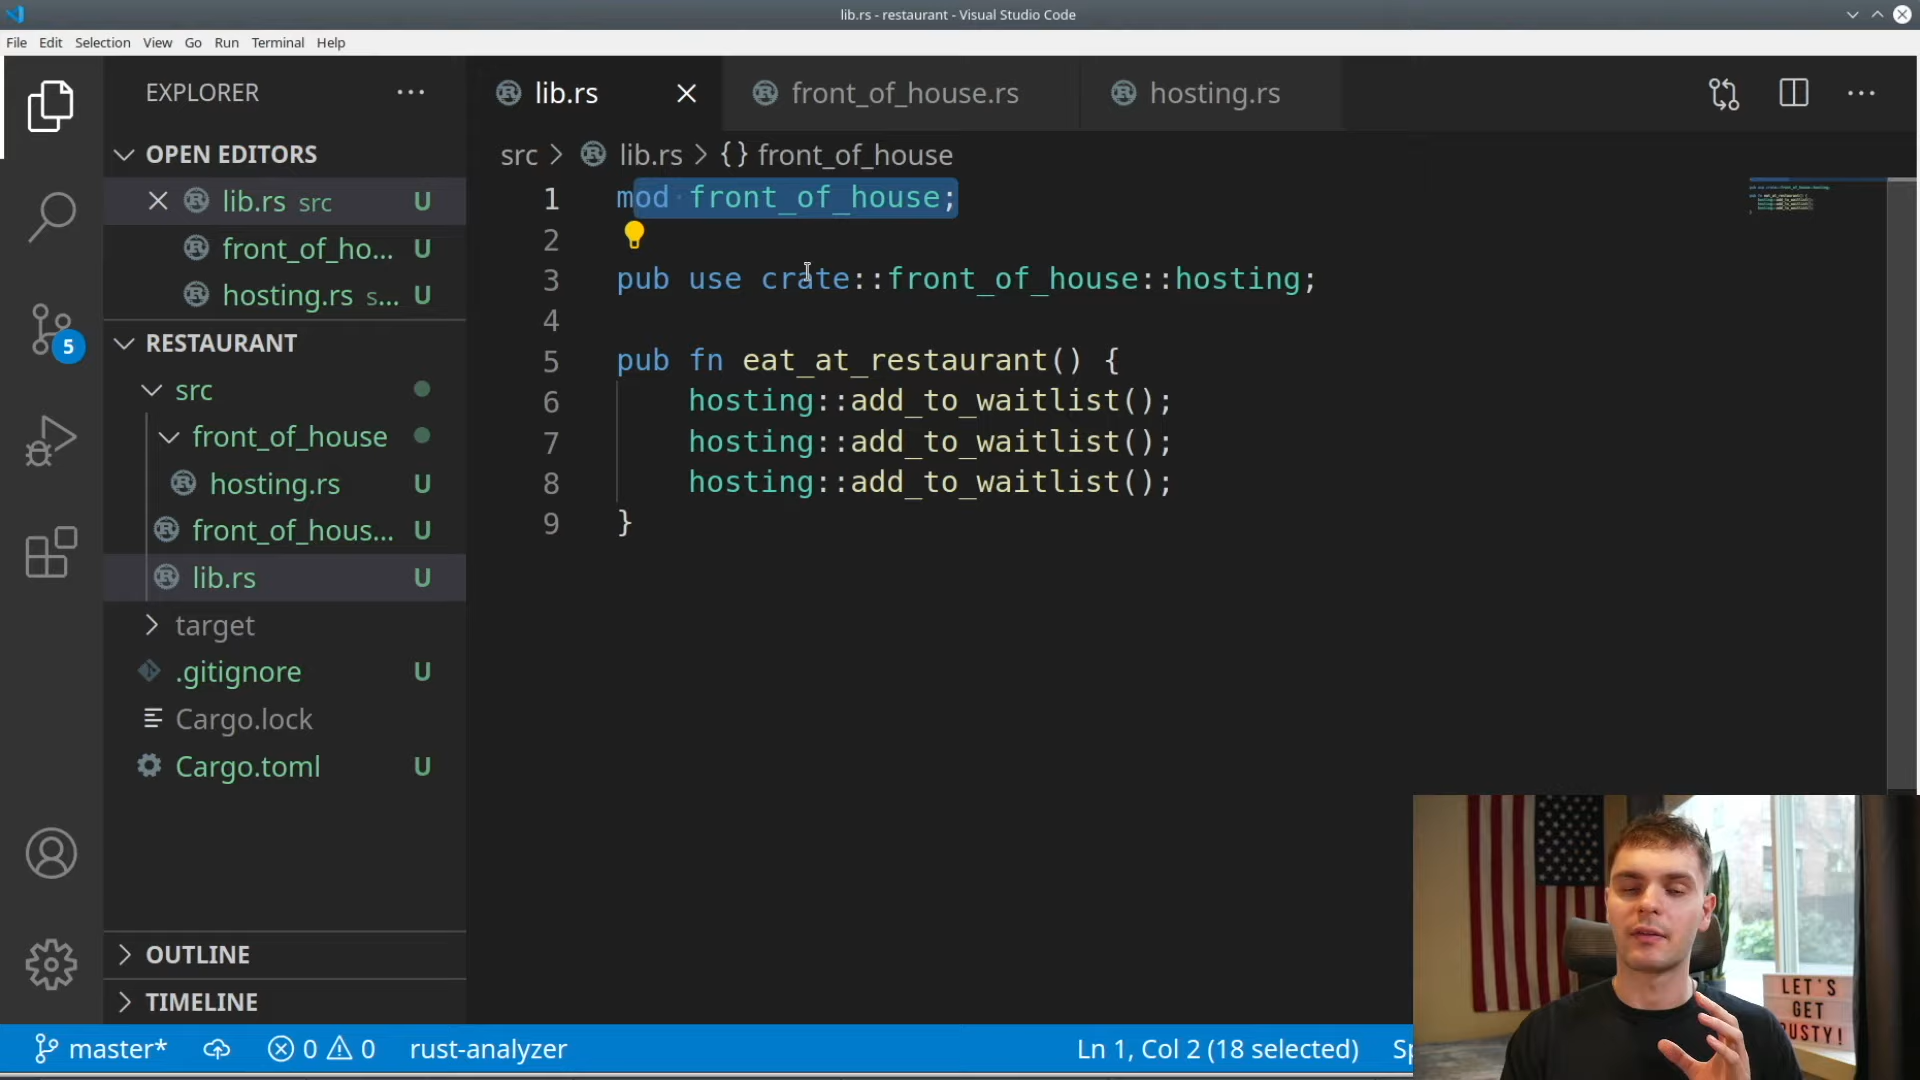 lib.rs - restaurant - Visual Studio Code
File Edit Selection View Go Run Terminal Help
EXPLORER
OPEN EDITORS
lib.rs src U
front_of_ho... U
hosting.rs s... U
RESTAURANT
src
front_of_house
hosting.rs U
front_of_hous... U
lib.rs U
target
.gitignore U
Cargo.lock
Cargo.toml U
OUTLINE
TIMELINE
5
lib.rs front_of_house.rs hosting.rs
src > lib.rs > {} front_of_house
1 mod front_of_house;
2
3 pub use crate::front_of_house::hosting;
4
5 pub fn eat_at_restaurant() {
6 hosting::add_to_waitlist();
7 hosting::add_to_waitlist();
8 hosting::add_to_waitlist();
9 }
LET'S
GET
RUSTY!
master* 0 0 rust-analyzer Ln 1, Col 2 (18 selected) Sp